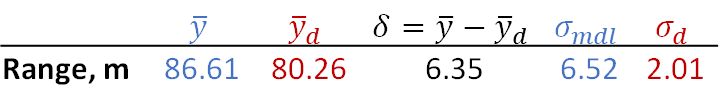 ȳ ȳ_d δ = ȳ − ȳ_d σ_mdl σ_d
Range, m 86.61 80.26 6.35 6.52 2.01